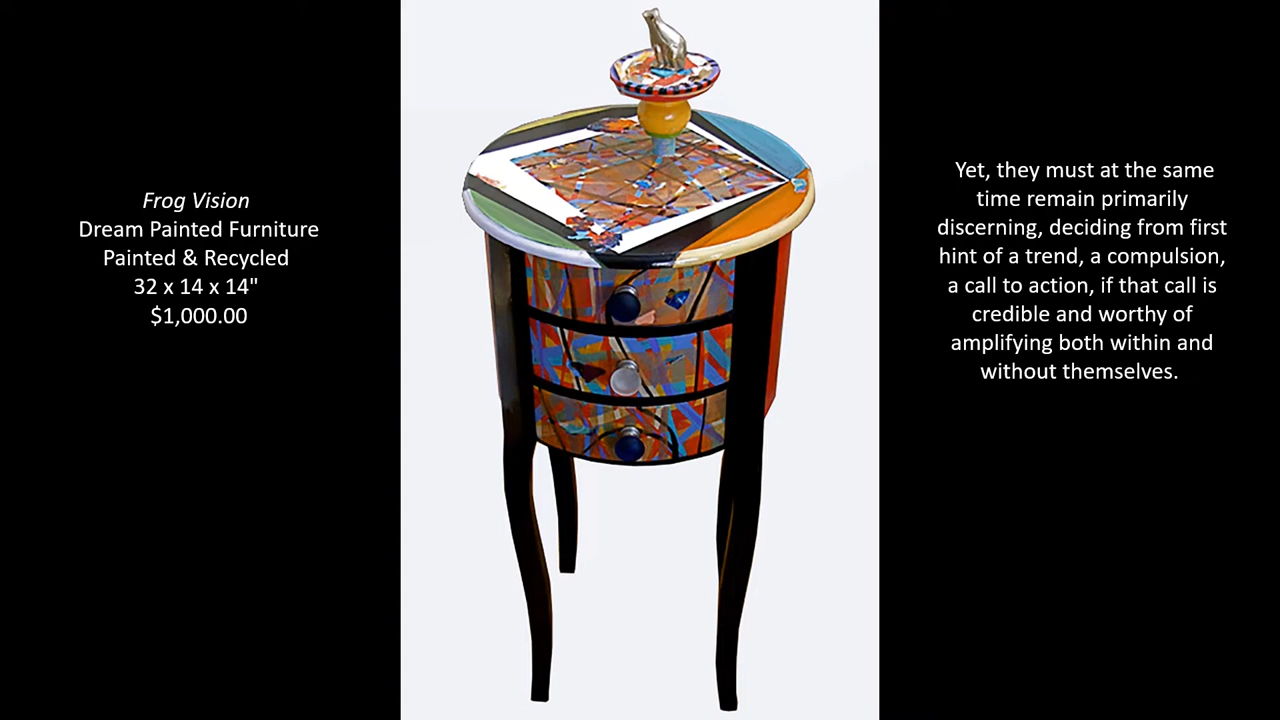 Frog Vision
Dream Painted Furniture
Painted & Recycled
32 x 14 x 14"
$1,000.00
Yet, they must at the same
time remain primarily
discerning, deciding from first
hint of a trend, a compulsion,
a call to action, if that call is
credible and worthy of
amplifying both within and
without themselves.